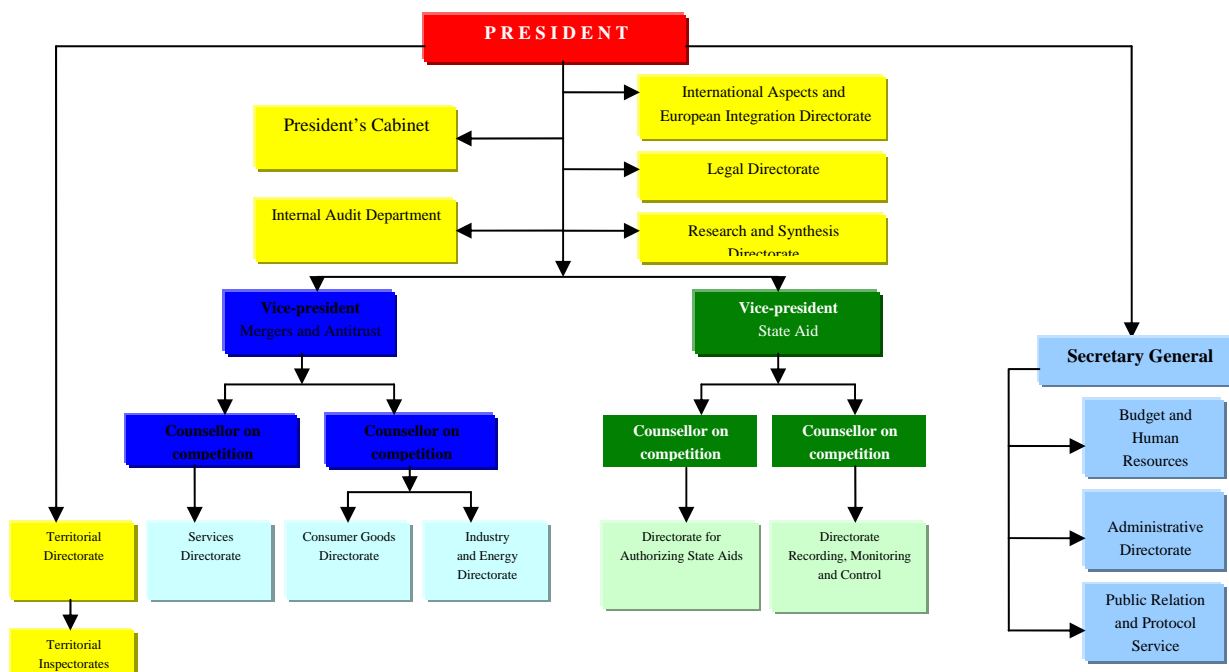 P R E S I D E N T
International Aspects and
European Integration Directorate
President's Cabinet
Legal Directorate
Internal Audit Department
Research and Synthesis
Directorate
Vice-president
Mergers and Antitrust
Vice-president
State Aid
Secretary General
Counsellor on
competition
Counsellor on
competition
Counsellor on
competition
Counsellor on
competition
Budget and
Human
Resources
Territorial
Directorate
Services
Directorate
Consumer Goods
Directorate
Industry
and Energy
Directorate
Directorate for
Authorizing State Aids
Directorate
Recording, Monitoring
and Control
Administrative
Directorate
Public Relation
and Protocol
Service
Territorial
Inspectorates